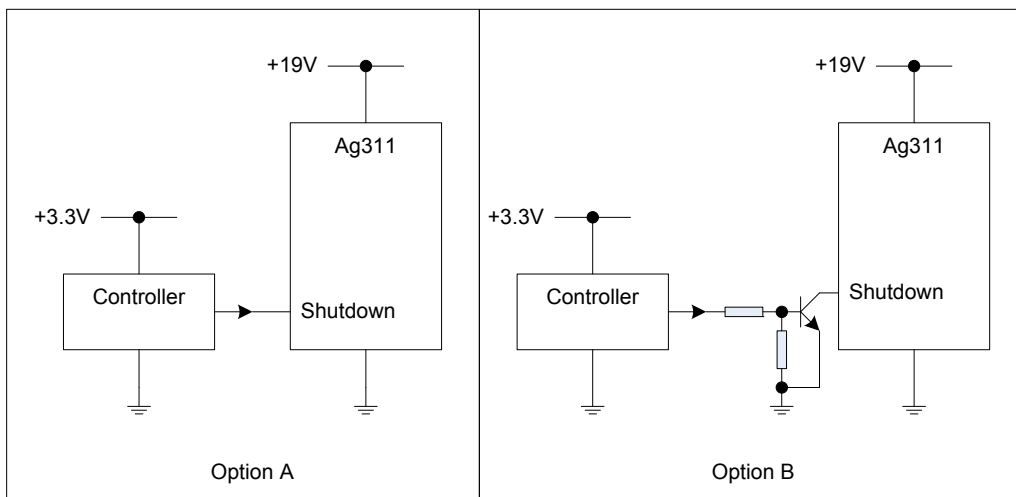 +19V
Ag311
+3.3V
Controller
Shutdown
Option A
+19V
Ag311
+3.3V
Controller
Shutdown
Option B